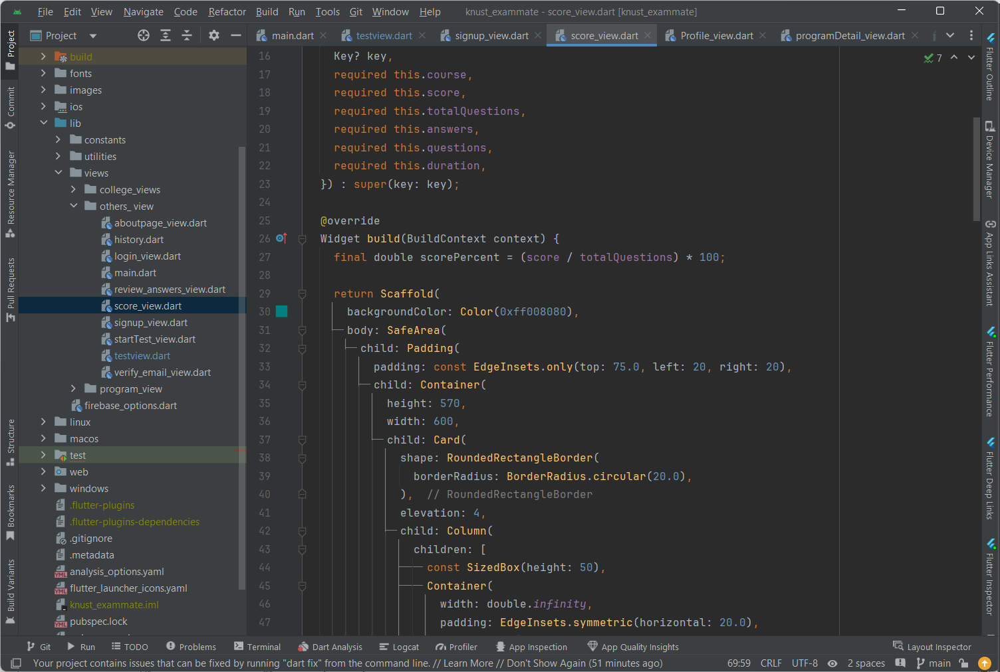 File Edit View Navigate Code Refactor Build Run Tools Git Window Help knust_exammate - score_view.dart [knust_exammate]
Project
main.dart testview.dart signup_view.dart score_view.dart Profile_view.dart programDetail_view.dart
Project
Commit
Resource Manager
Pull Requests
Structure
Bookmarks
Build Variants
build
fonts
images
ios
lib
constants
utilities
views
college_views
others_ view
aboutpage_view.dart
history.dart
login_view.dart
main.dart
review_answers_view.dart
score_view.dart
signup_view.dart
startTest_view.dart
testview.dart
verify_email_view.dart
program_view
firebase_options.dart
linux
macos
test
web
windows
.flutter-plugins
.flutter-plugins-dependencies
.gitignore
.metadata
analysis_options.yaml
flutter_launcher_icons.yaml
knust_exammate.iml
pubspec.lock
7
16 Key? key,
17 required this.course,
18 required this.score,
19 required this.totalQuestions,
20 required this.answers,
21 required this.questions,
22 required this.duration,
23 }) : super(key: key);
24
25 @override
26 Widget build(BuildContext context) {
27 final double scorePercent = (score / totalQuestions) * 100;
28
29 return Scaffold(
30 backgroundColor: Color(0xff008080),
31 body: SafeArea(
32 child: Padding(
33 padding: const EdgeInsets.only(top: 75.0, left: 20, right: 20),
34 child: Container(
35 height: 570,
36 width: 600,
37 child: Card(
38 shape: RoundedRectangleBorder(
39 borderRadius: BorderRadius.circular(20.0),
40 ), // RoundedRectangleBorder
41 elevation: 4,
42 child: Column(
43 children: [
44 const SizedBox(height: 50),
45 Container(
46 width: double.infinity,
47 padding: EdgeInsets.symmetric(horizontal: 20.0),
Flutter Outline
Device Manager
App Links Assistant
Flutter Performance
Flutter Deep Links
Flutter Inspector
Git Run TODO Problems Terminal Dart Analysis Logcat Profiler App Inspection App Quality Insights Layout Inspector
Your project contains issues that can be fixed by running "dart fix" from the command line. // Learn More // Don't Show Again (51 minutes ago) 69:59 CRLF UTF-8 2 spaces main